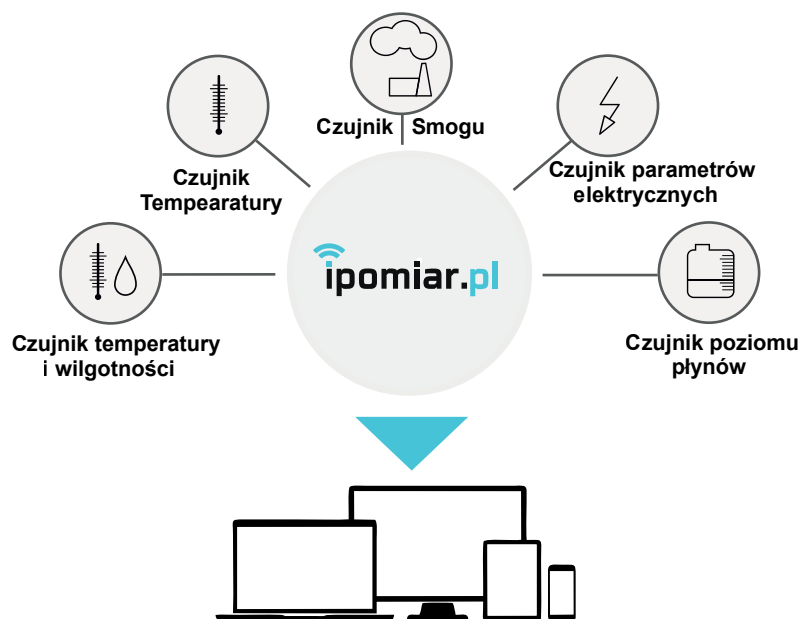 Czujnik Smogu
Czujnik
Tempearatury
Czujnik parametrów
elektrycznych
ipomiar.pl
Czujnik temperatury
i wilgotności
Czujnik poziomu
płynów